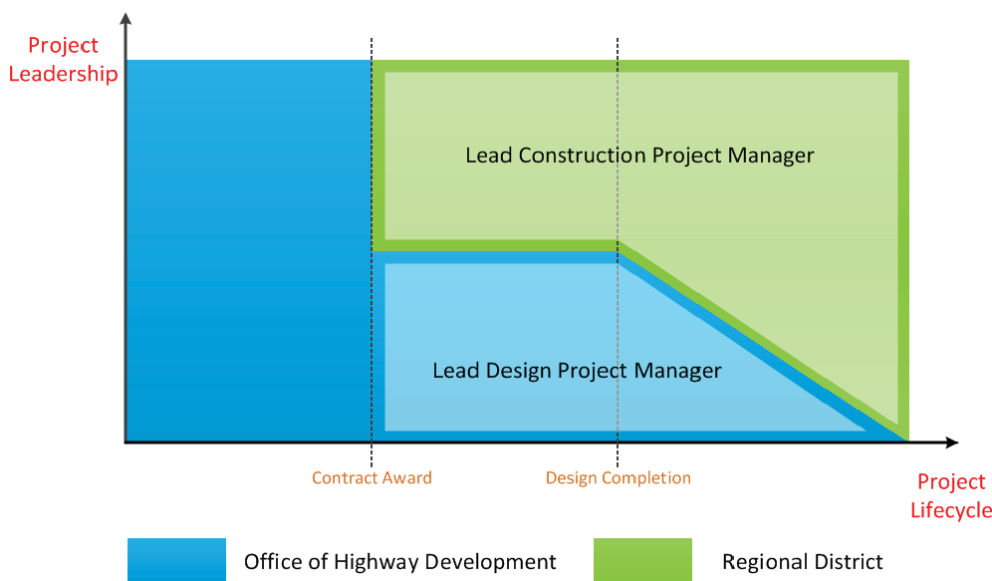 Project
Leadership
Lead Construction Project Manager
Lead Design Project Manager
Contract Award
Design Completion
Project
Lifecycle
Office of Highway Development
Regional District